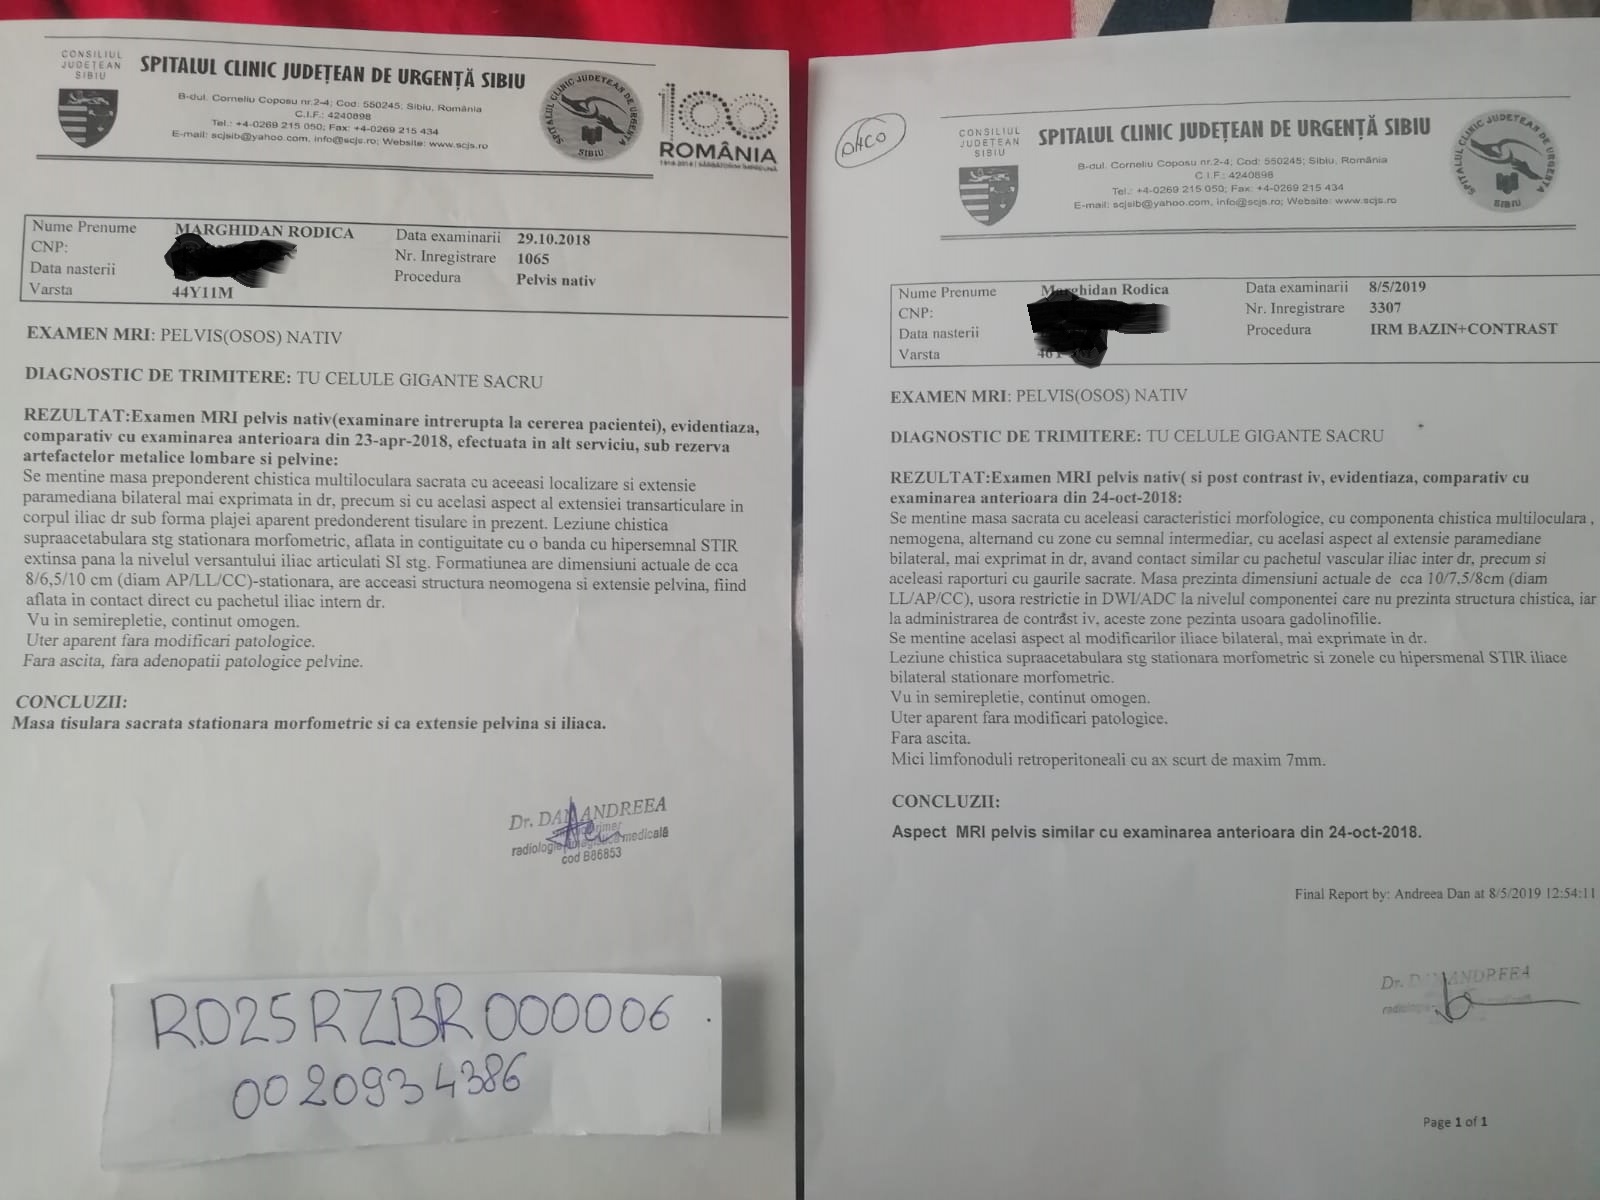 CONSILIUL
JUDEȚEAN
SIBIU
SPITALUL CLINIC JUDEȚEAN DE URGENȚĂ SIBIU
B-dul. Corneliu Coposu nr.2-4; Cod: 550245; Sibiu, România
C.I.F.: 4240898
Tel.: +4-0269 215 050; Fax: +4-0269 215 434
E-mail: scjsib@yahoo.com, info@scjs.ro; Website: www.scjs.ro
SPITALUL CLINIC JUDEȚEAN DE URGENȚĂ
SIBIU
100
ROMÂNIA
Nume Prenume MARGHIDAN RODICA Data examinarii 29.10.2018
CNP: Nr. Inregistrare 1065
Data nasterii Procedura Pelvis nativ
Varsta 44Y11M
EXAMEN MRI: PELVIS(OSOS) NATIV
DIAGNOSTIC DE TRIMITERE: TU CELULE GIGANTE SACRU
REZULTAT:Examen MRI pelvis nativ(examinare intrerupta la cererea pacientei), evidentiaza,
comparativ cu examinarea anterioara din 23-apr-2018, efectuata in alt serviciu, sub rezerva
artefactelor metalice lombare si pelvine:
Se mentine masa preponderent chistica multiloculara sacrata cu aceeasi localizare si extensie
paramediana bilateral mai exprimata in dr, precum si cu acelasi aspect al extensiei transarticulare in
corpul iliac dr sub forma plajei aparent predonderent tisulare in prezent. Leziune chistica
supraacetabulara stg stationara morfometric, aflata in contiguitate cu o banda cu hipersemnal STIR
extinsa pana la nivelul versantului iliac articulati SI stg. Formatiunea are dimensiuni actuale de cca
8/6,5/10 cm (diam AP/LL/CC)-stationara, are acceasi structura neomogena si extensie pelvina, fiind
aflata in contact direct cu pachetul iliac intern dr.
Vu in semirepletie, continut omogen.
Uter aparent fara modificari patologice.
Fara ascita, fara adenopatii patologice pelvine.
CONCLUZII:
Masa tisulara sacrata stationara morfometric si ca extensie pelvina si iliaca.
Dr. DAN ANDREEA
radiologie medicală
cod B86853
RO25RZBR000006
0020934386
DHCO
CONSILIUL
JUDEȚEAN
SIBIU
SPITALUL CLINIC JUDEȚEAN DE URGENȚĂ SIBIU
B-dul. Corneliu Coposu nr.2-4; Cod: 550245; Sibiu, România
C.I.F.: 4240898
Tel.: +4-0269 215 050; Fax: +4-0269 215 434
E-mail: scjsib@yahoo.com, info@scjs.ro; Website: www.scjs.ro
SPITALUL CLINIC JUDEȚEAN DE URGENȚA
SIBIU
Nume Prenume Marghidan Rodica Data examinarii 8/5/2019
CNP: Nr. Inregistrare 3307
Data nasterii Procedura IRM BAZIN+CONTRAST
Varsta
EXAMEN MRI: PELVIS(OSOS) NATIV
DIAGNOSTIC DE TRIMITERE: TU CELULE GIGANTE SACRU
REZULTAT:Examen MRI pelvis nativ( si post contrast iv, evidentiaza, comparativ cu
examinarea anterioara din 24-oct-2018:
Se mentine masa sacrata cu aceleasi caracteristici morfologice, cu componenta chistica multiloculara ,
nemogena, alternand cu zone cu semnal intermediar, cu acelasi aspect al extensie paramediane
bilateral, mai exprimat in dr, avand contact similar cu pachetul vascular iliac inter dr, precum si
aceleasi raporturi cu gaurile sacrate. Masa prezinta dimensiuni actuale de cca 10/7,5/8cm (diam
LL/AP/CC), usora restrictie in DWI/ADC la nivelul componentei care nu prezinta structura chistica, iar
la administrarea de contrast iv, aceste zone pezinta usoara gadolinofilie.
Se mentine acelasi aspect al modificarilor iliace bilateral, mai exprimate in dr.
Leziune chistica supraacetabulara stg stationara morfometric si zonele cu hipersmenal STIR iliace
bilateral stationare morfometric.
Vu in semirepletie, continut omogen.
Uter aparent fara modificari patologice.
Fara ascita.
Mici limfonoduli retroperitoneali cu ax scurt de maxim 7mm.
CONCLUZII:
Aspect MRI pelvis similar cu examinarea anterioara din 24-oct-2018.
Final Report by: Andreea Dan at 8/5/2019 12:54:11
Dr. DAN ANDREEA
Page 1 of 1